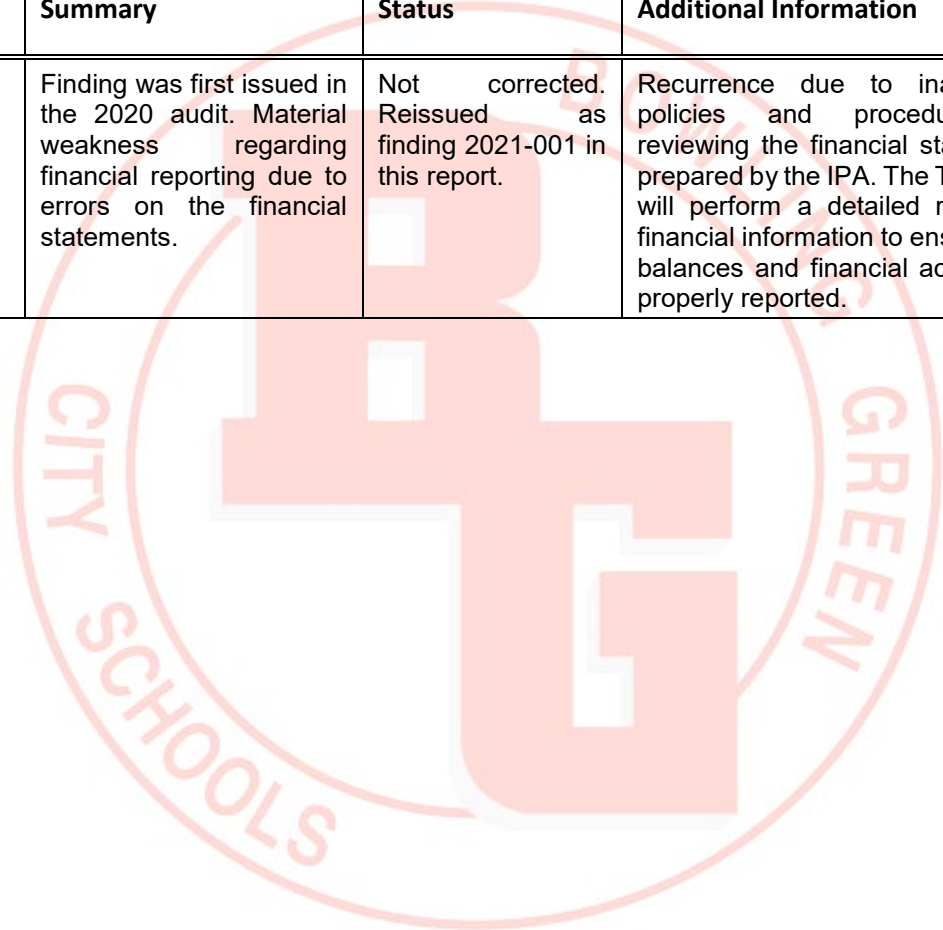 Summary
Status
Additional Information
Finding was first issued in
the 2020 audit. Material
weakness regarding
financial reporting due to
errors on the financial
statements.
Not corrected.
Reissued as
finding 2021-001 in
this report.
Recurrence due to
policies and
reviewing the financial
prepared by the IPA. The
will perform a detailed
financial information to
balances and financial
properly reported.
BOWLING GREEN
CITY SCHOOLS
BG